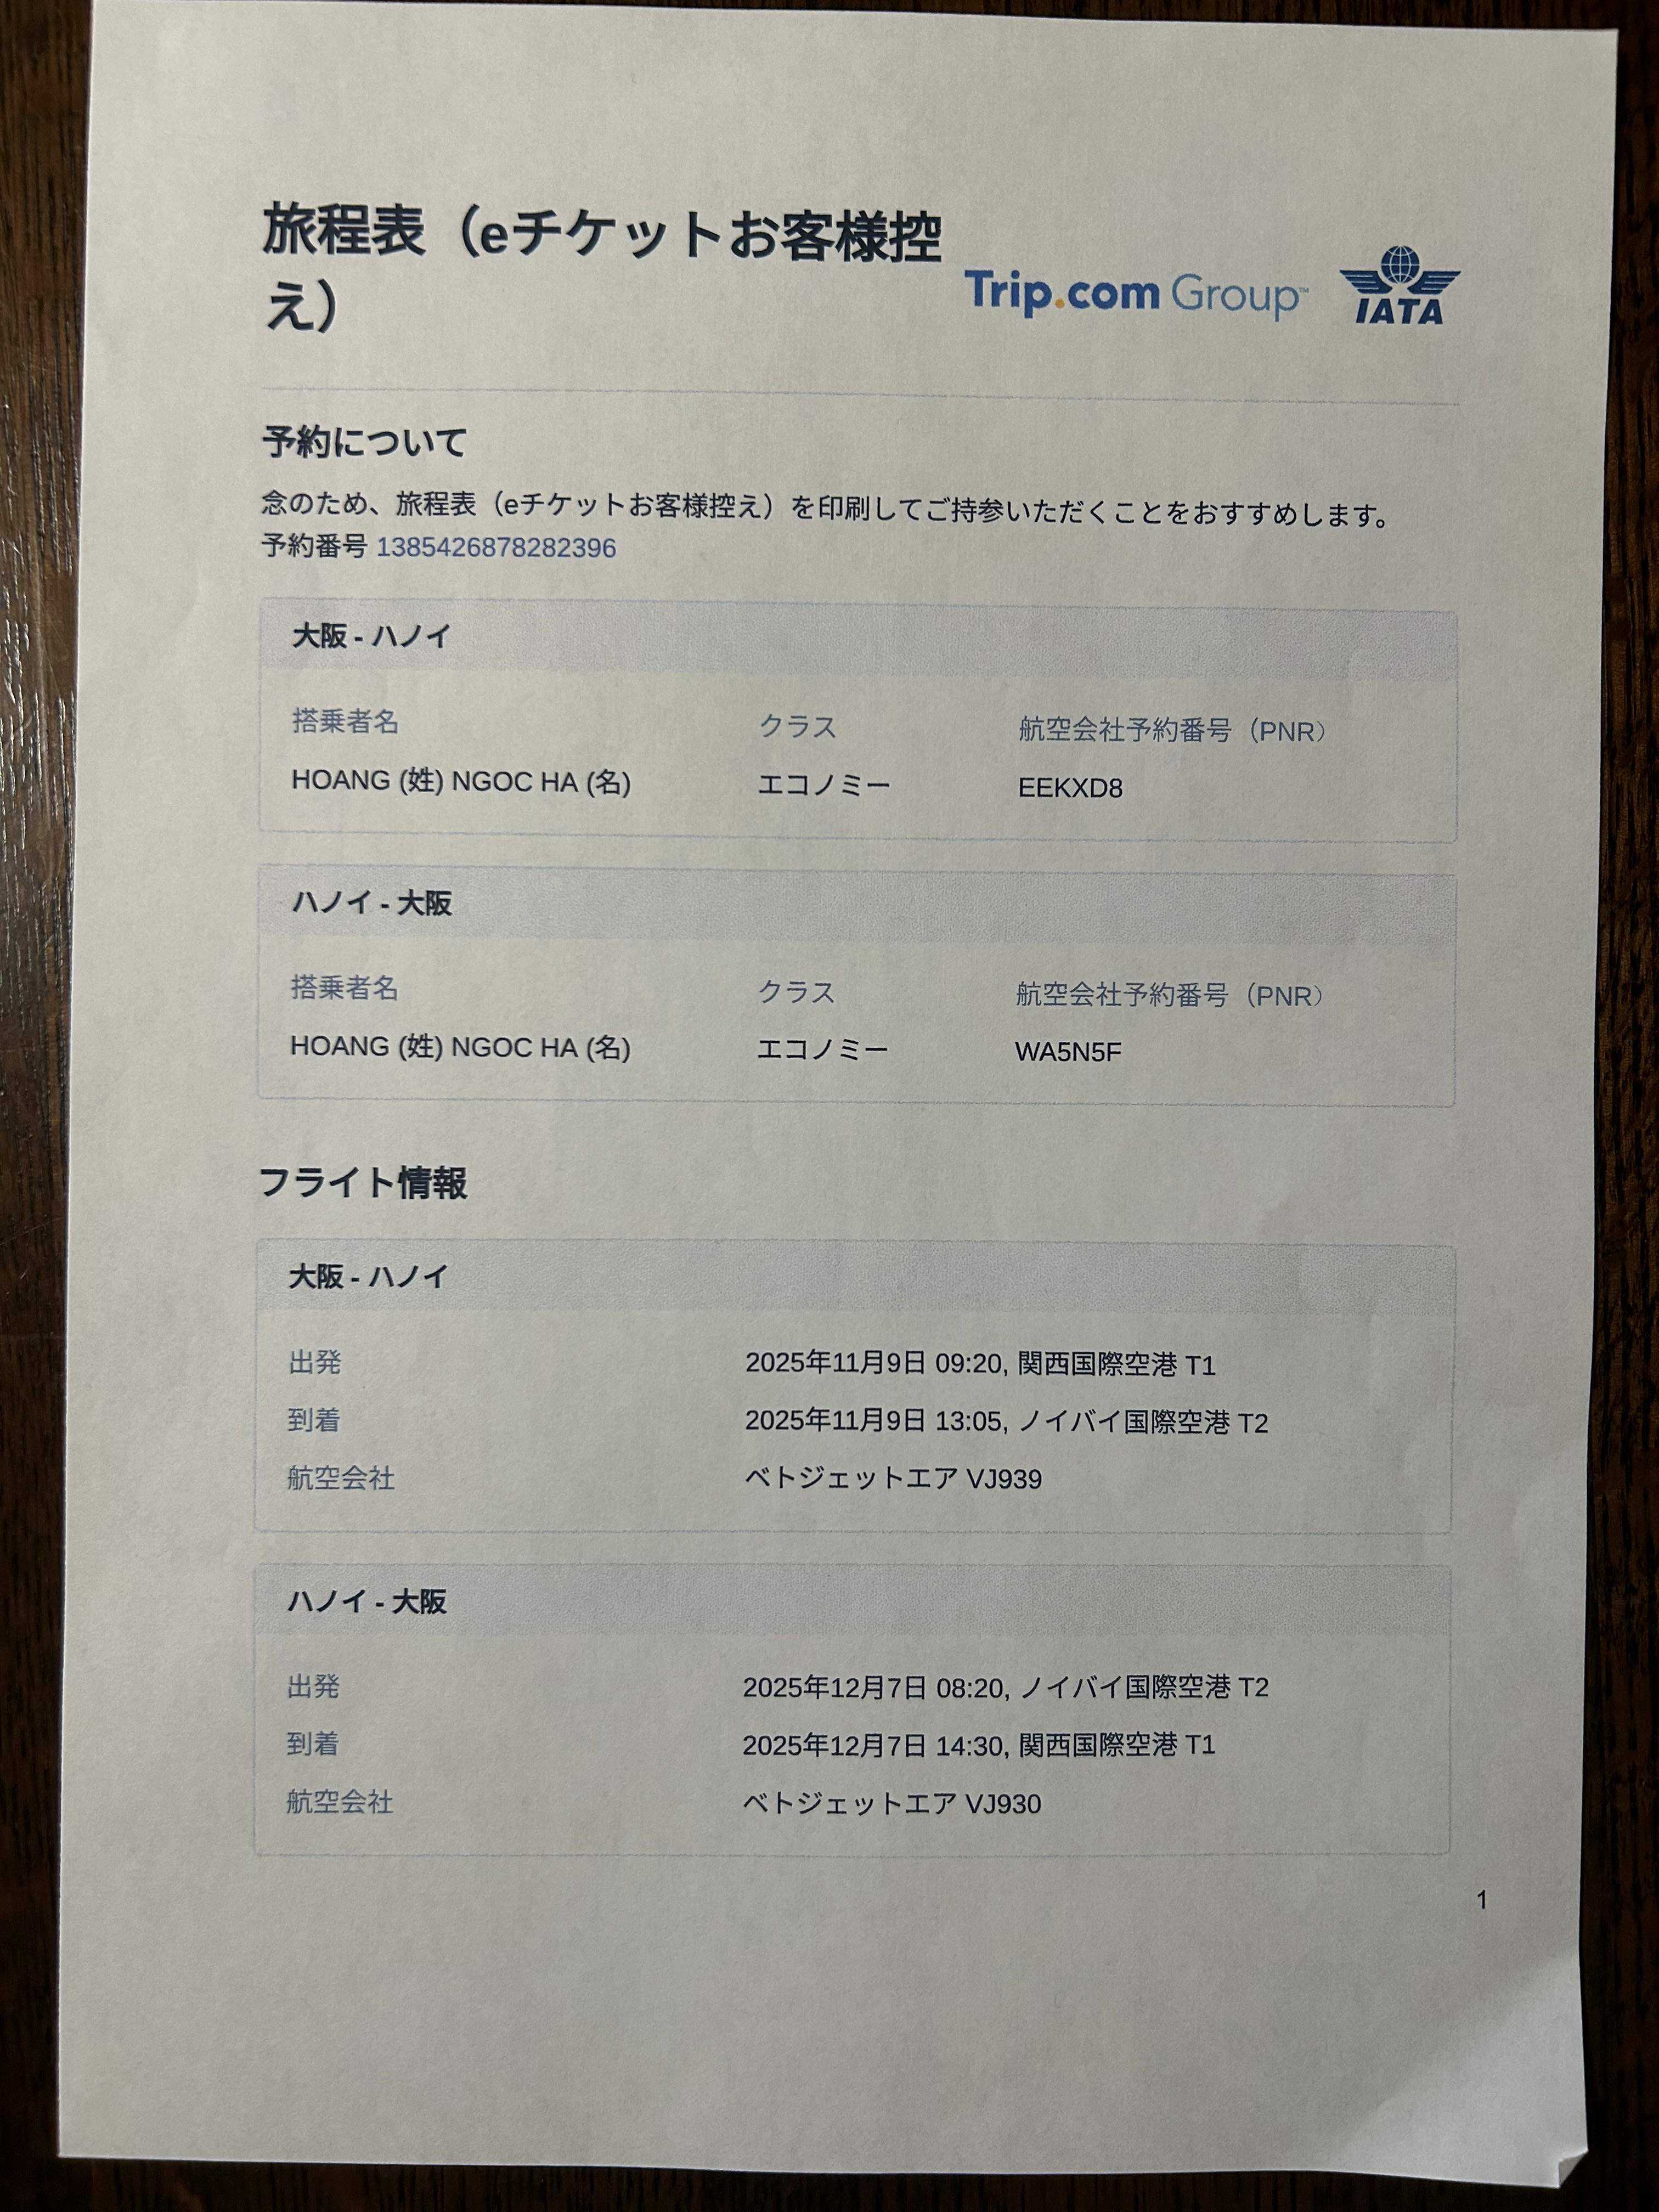 旅程表（eチケットお客様控
え）
Trip.com Group™
IATA
予約について
念のため、旅程表（eチケットお客様控え）を印刷してご持参いただくことをおすすめします。
予約番号 1385426878282396
大阪 - ハノイ
搭乗者名 クラス 航空会社予約番号（PNR）
HOANG (姓) NGOC HA (名) エコノミー EEKXD8
ハノイ - 大阪
搭乗者名 クラス 航空会社予約番号（PNR）
HOANG (姓) NGOC HA (名) エコノミー WA5N5F
フライト情報
大阪 - ハノイ
出発 2025年11月9日 09:20, 関西国際空港 T1
到着 2025年11月9日 13:05, ノイバイ国際空港 T2
航空会社 ベトジェットエア VJ939
ハノイ - 大阪
出発 2025年12月7日 08:20, ノイバイ国際空港 T2
到着 2025年12月7日 14:30, 関西国際空港 T1
航空会社 ベトジェットエア VJ930
1